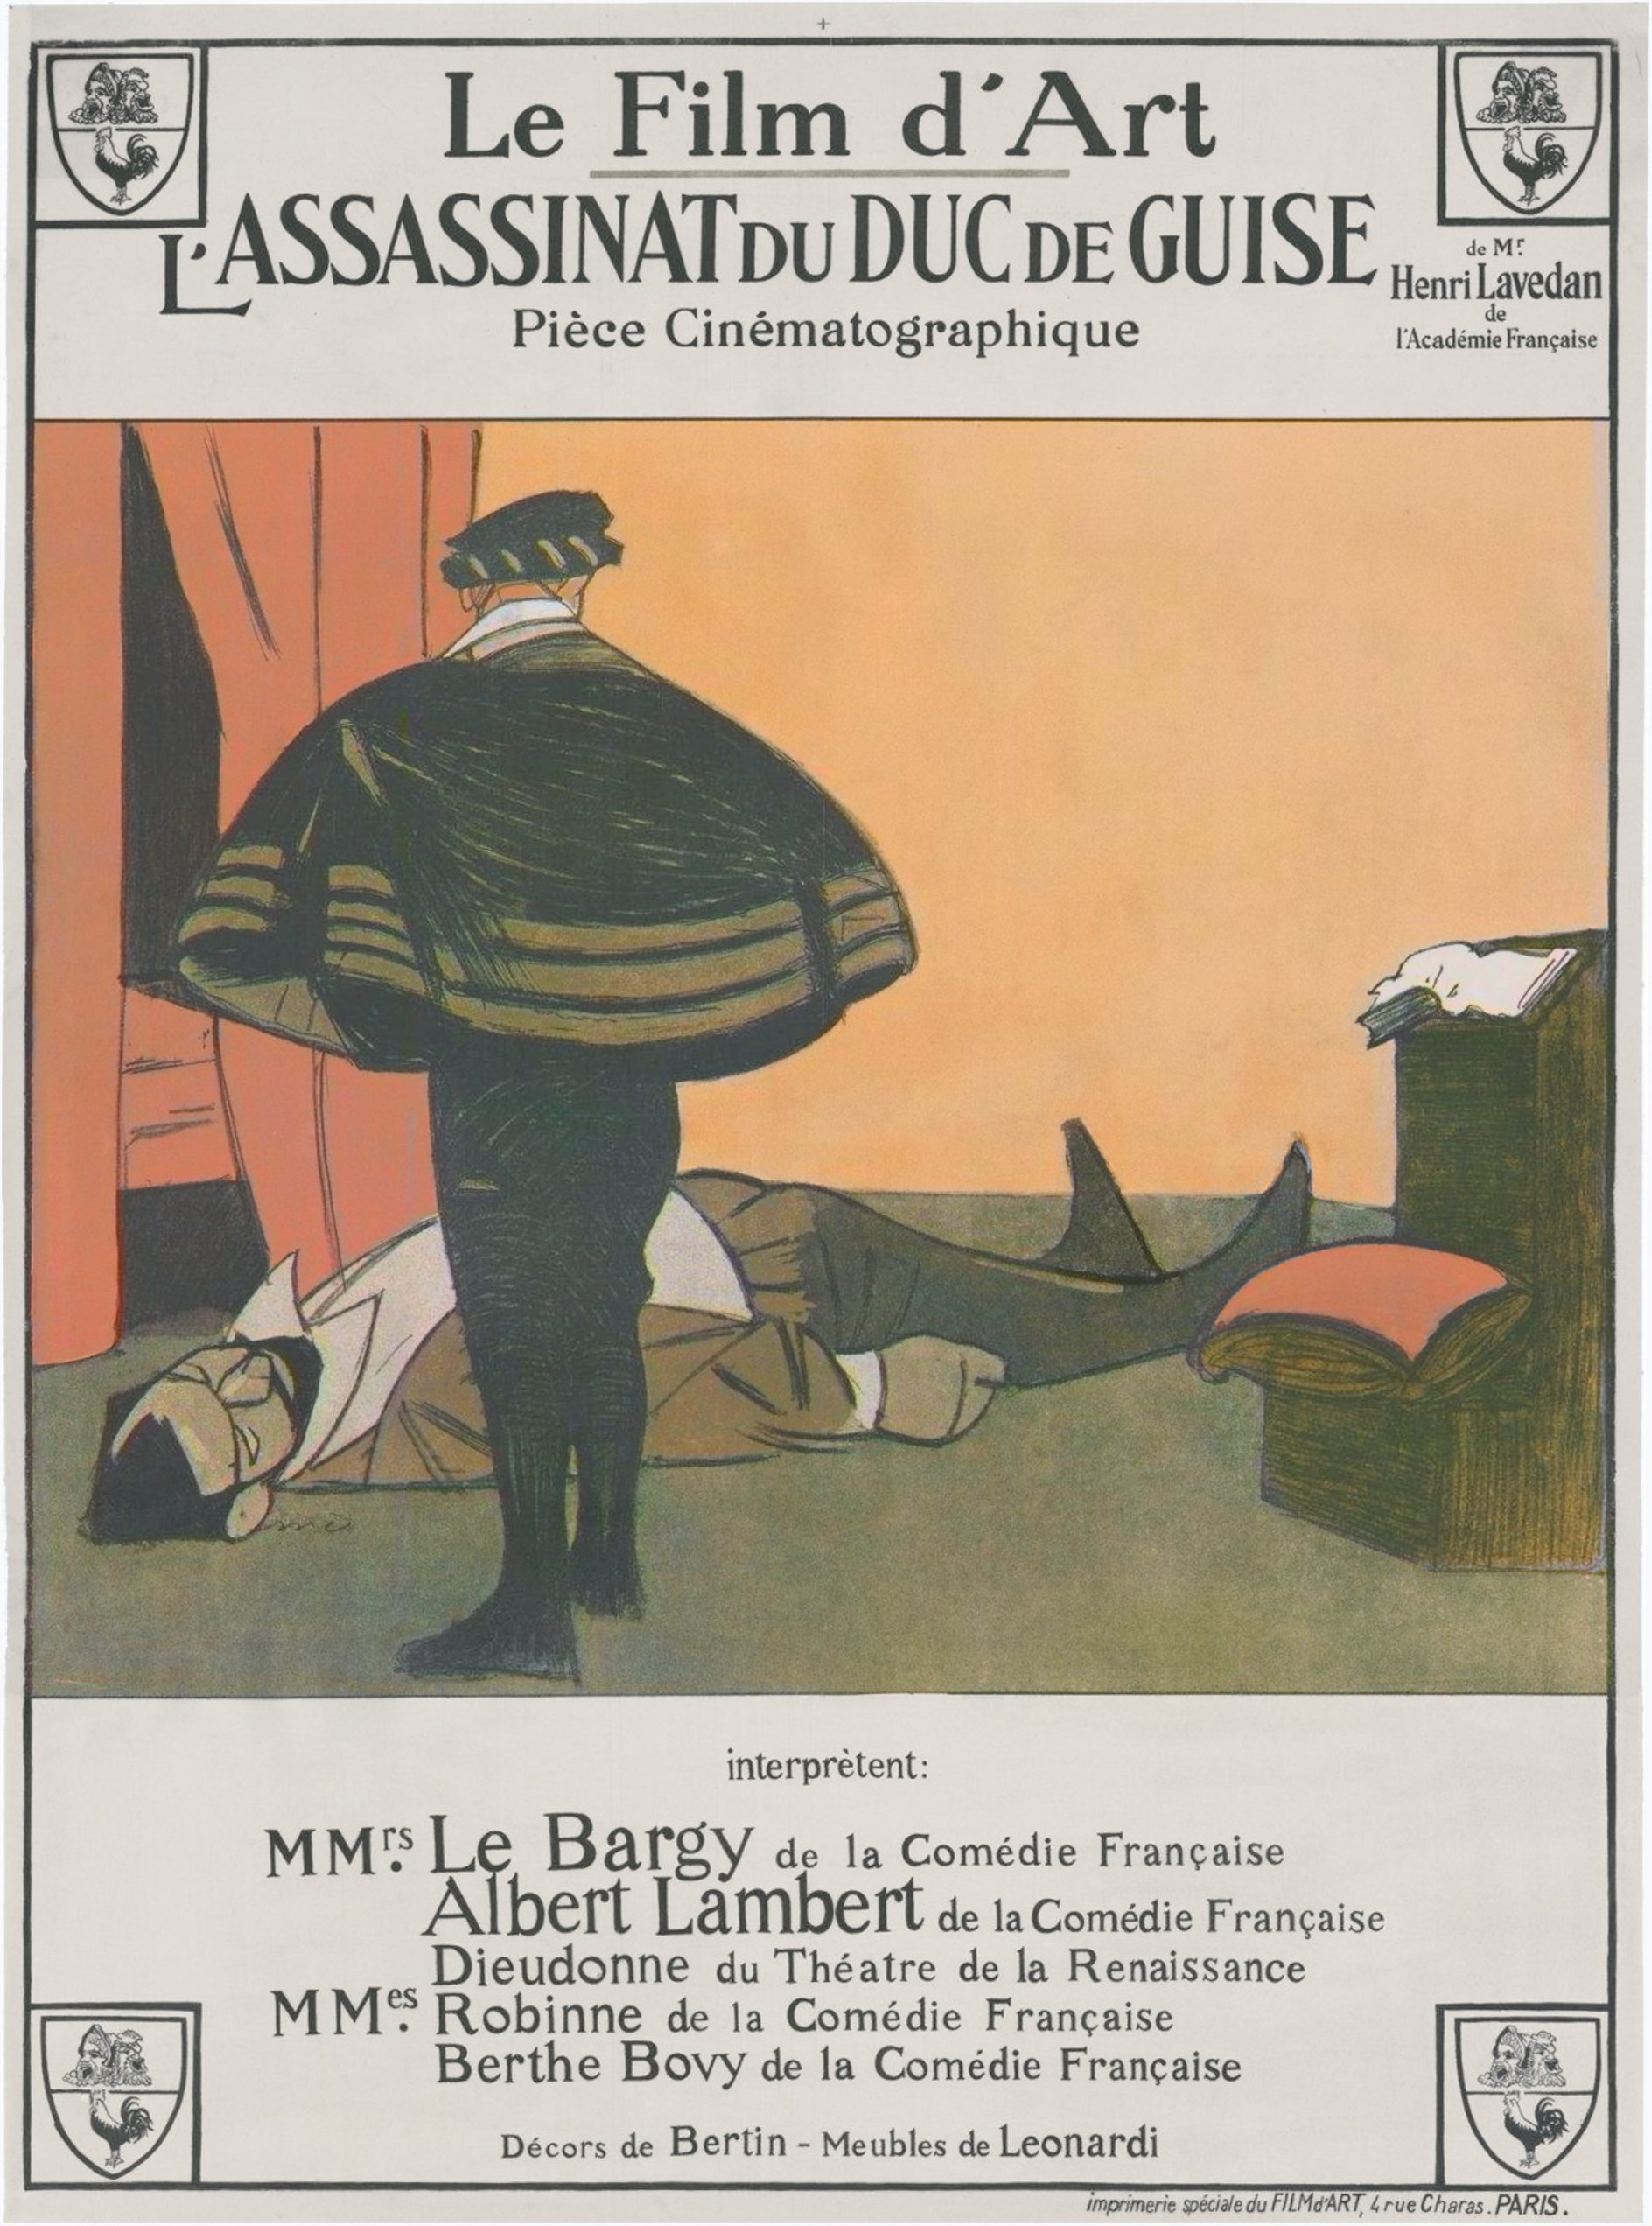 Le Film d'Art
L'ASSASSINAT DU DUC DE GUISE
Pièce Cinématographique
de Mr.
Henri Lavedan
de
l'Académie Française
interprètent:
MMrs. Le Bargy de la Comédie Française
Albert Lambert de la Comédie Française
Dieudonne du Théatre de la Renaissance
MMes. Robinne de la Comédie Française
Berthe Bovy de la Comédie Française
Décors de Bertin - Meubles de Leonardi
imprimerie spéciale du FILM d'ART, 4 rue Charas. PARIS.